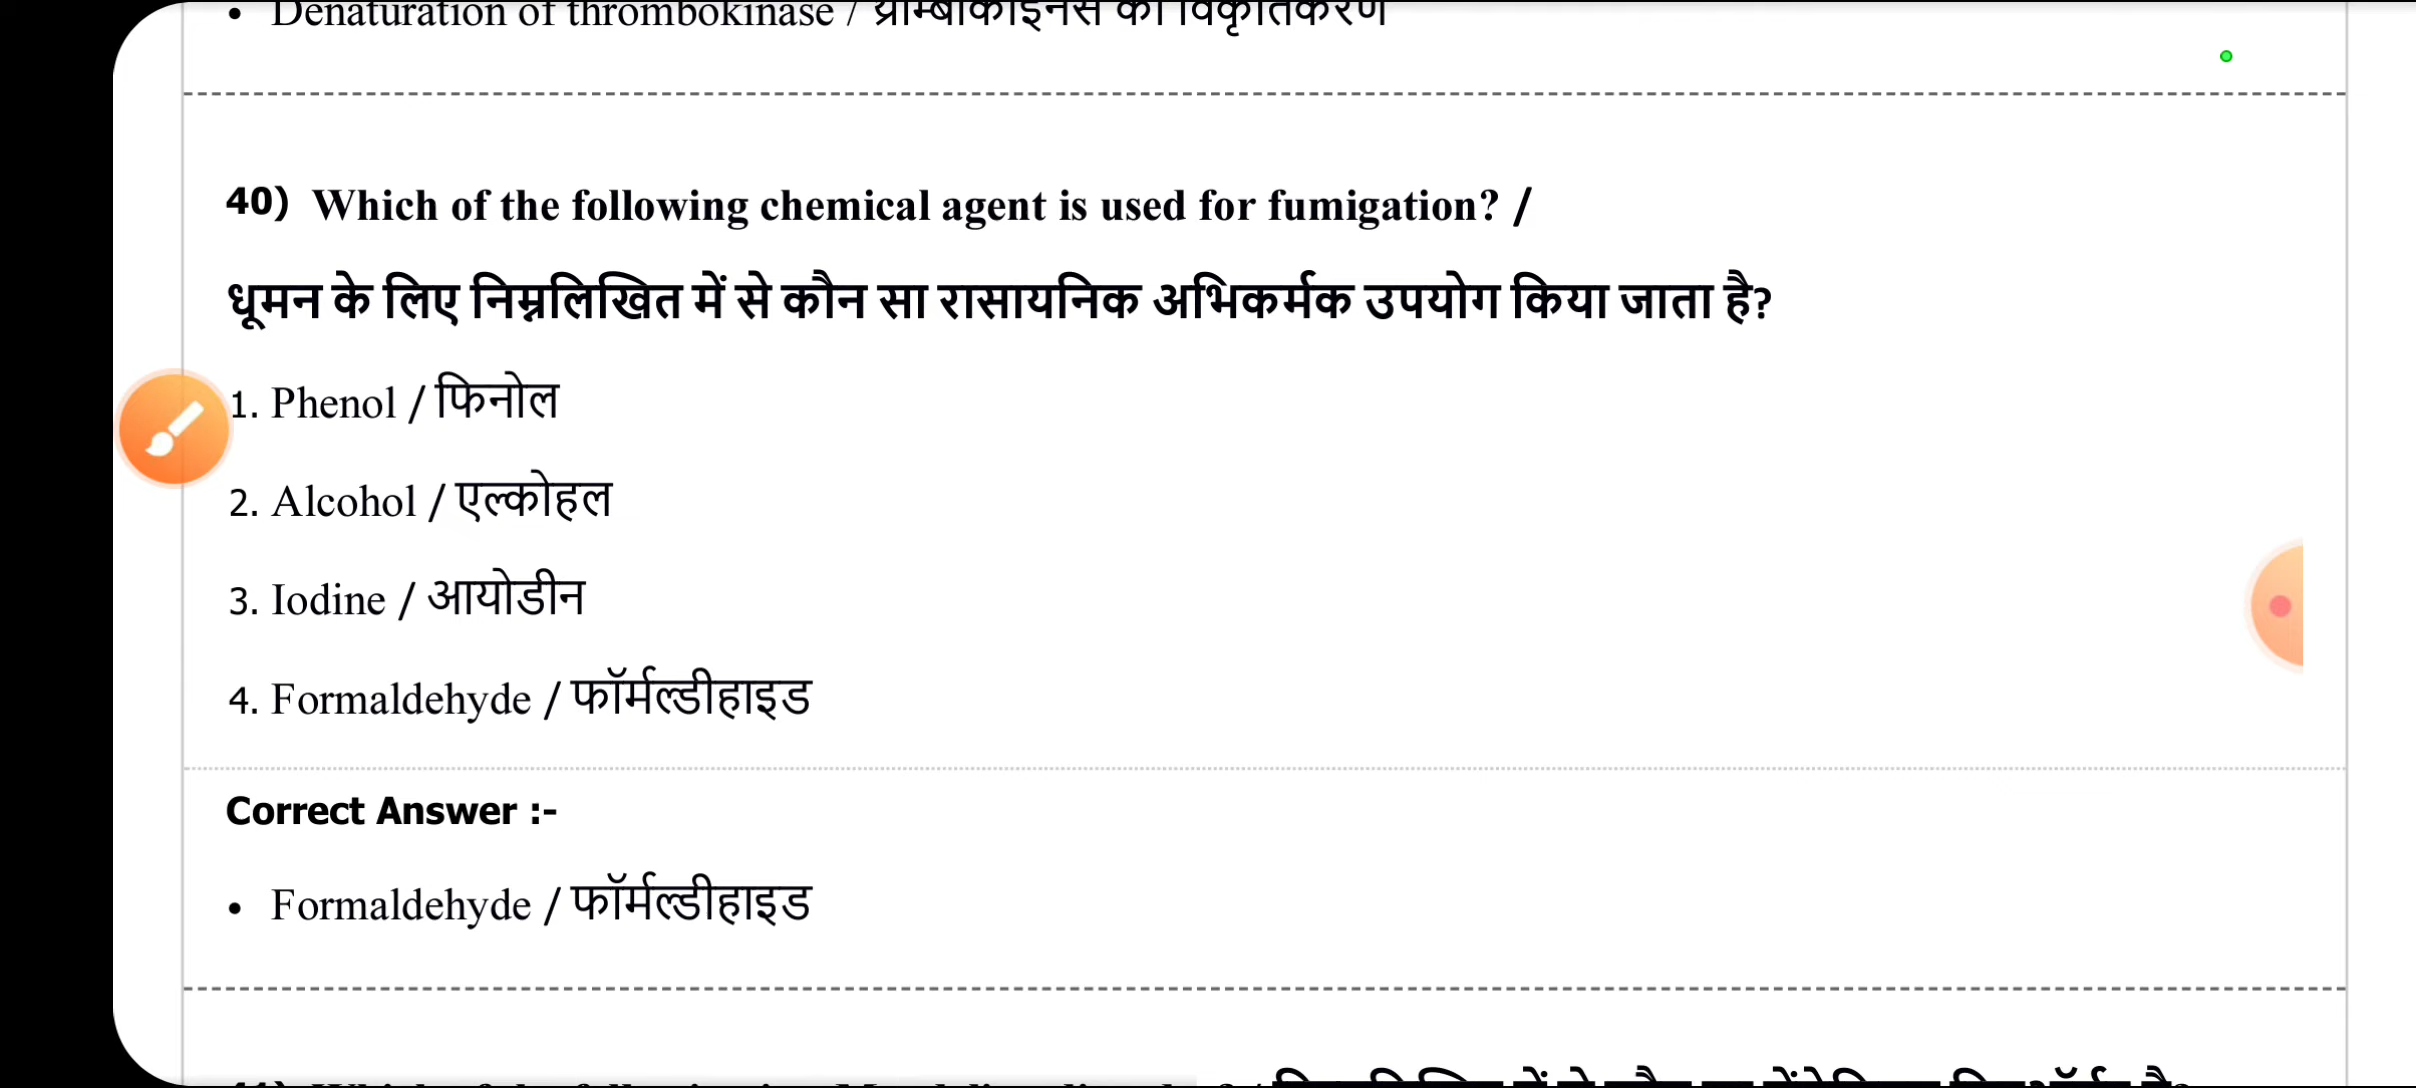 • Denaturation of thrombokinase / थ्रोम्बोकाइनेस का विकृतिकरण
40) Which of the following chemical agent is used for fumigation? /
धूमन के लिए निम्नलिखित में से कौन सा रासायनिक अभिकर्मक उपयोग किया जाता है?
1. Phenol / फिनोल
2. Alcohol / एल्कोहल
3. Iodine / आयोडीन
4. Formaldehyde / फॉर्मल्डीहाइड
Correct Answer :-
• Formaldehyde / फॉर्मल्डीहाइड